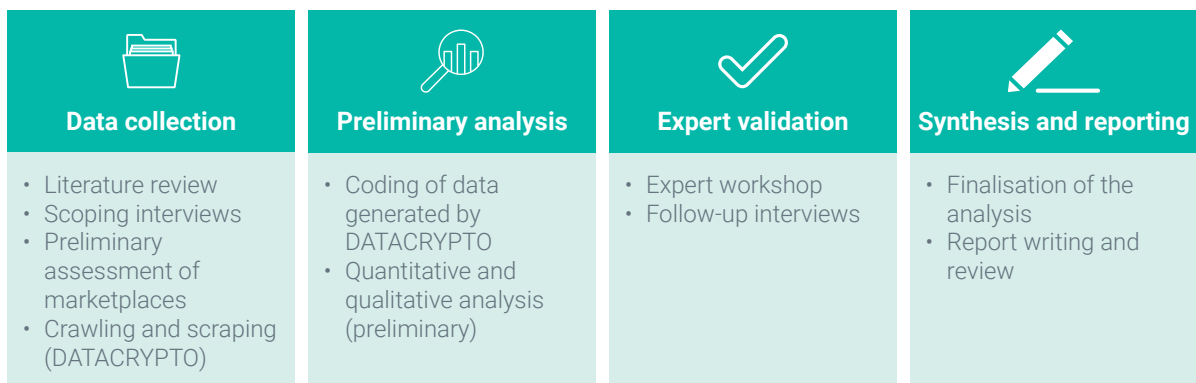 Data collection
• Literature review
• Scoping interviews
• Preliminary
assessment of
marketplaces
• Crawling and scraping
(DATACRYPTO)
Preliminary analysis
• Coding of data
generated by
DATACRYPTO
• Quantitative and
qualitative analysis
(preliminary)
Expert validation
• Expert workshop
• Follow-up interviews
Synthesis and reporting
• Finalisation of the
analysis
• Report writing and
review